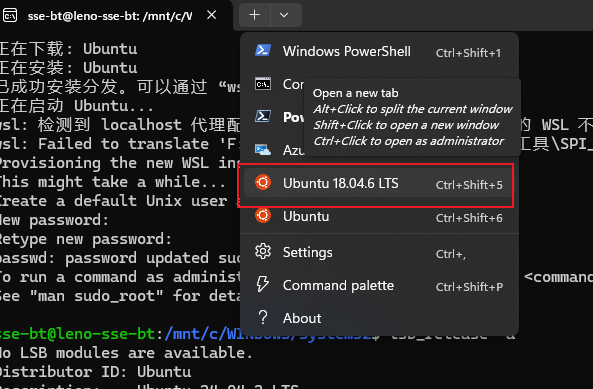 sse-bt@leno-sse-bt: /mnt/c/W
正在下载: Ubuntu
正在安装: Ubuntu
已成功安装分发。可以通过 “ws
正在启动 Ubuntu...
wsl: 检测到 localhost 代理配
的 WSL 不
wsl: Failed to translate 'F:
工具\SPI_
Provisioning the new WSL in
This might take a while...
Create a default Unix user
New password:
Retype new password:
passwd: password updated su
To run a command as administ
<command
See "man sudo_root" for deta
sse-bt@leno-sse-bt:/mnt/c/Windows/System32$ lsb_release -a
No LSB modules are available.
Distributor ID: Ubuntu
Windows PowerShell Ctrl+Shift+1
Com
Pow
Azu
Open a new tab
Alt+Click to split the current window
Shift+Click to open a new window
Ctrl+Click to open as administrator
Ubuntu 18.04.6 LTS Ctrl+Shift+5
Ubuntu Ctrl+Shift+6
Settings Ctrl+,
Command palette Ctrl+Shift+P
About